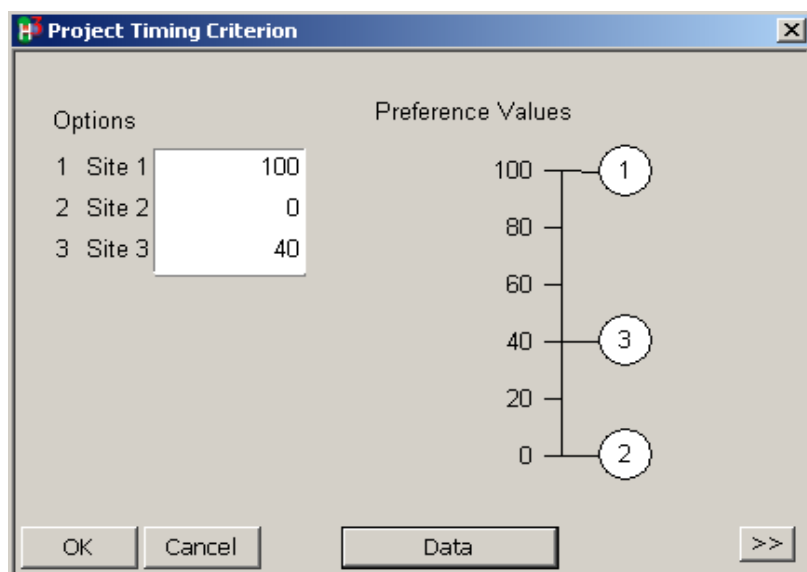 Project Timing Criterion
Options
1 Site 1 100
2 Site 2 0
3 Site 3 40
Preference Values
100 1
80
60
40 3
20
0 2
OK Cancel Data >>